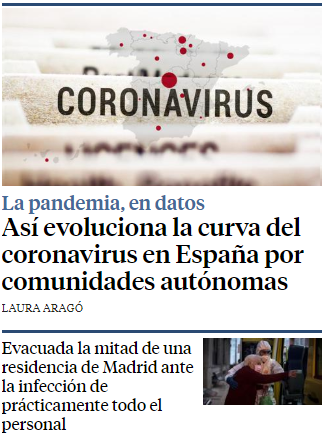 CORONAVIRUS
La pandemia, en datos
Así evoluciona la curva del
coronavirus en España por
comunidades autónomas
LAURA ARAGÓ
Evacuada la mitad de una
residencia de Madrid ante
la infección de
prácticamente todo el
personal